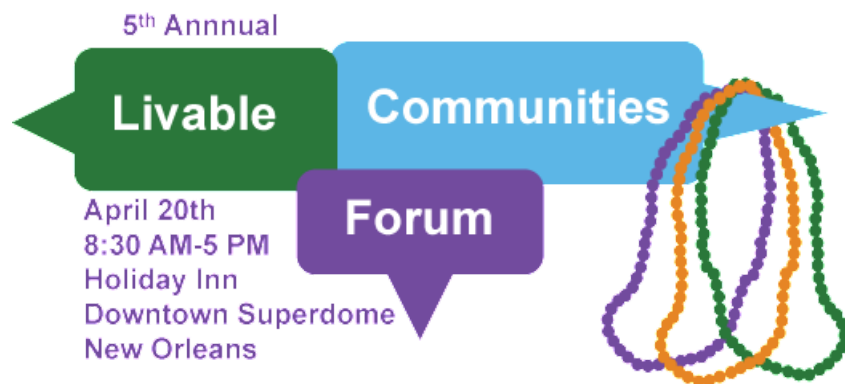 5th Annnual
Livable
Communities
Forum
April 20th
8:30 AM-5 PM
Holiday Inn
Downtown Superdome
New Orleans